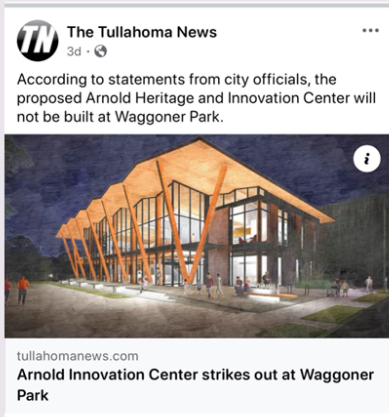 TN
The Tullahoma News
3d
According to statements from city officials, the
proposed Arnold Heritage and Innovation Center will
not be built at Waggoner Park.
i
tullahomanews.com
Arnold Innovation Center strikes out at Waggoner
Park